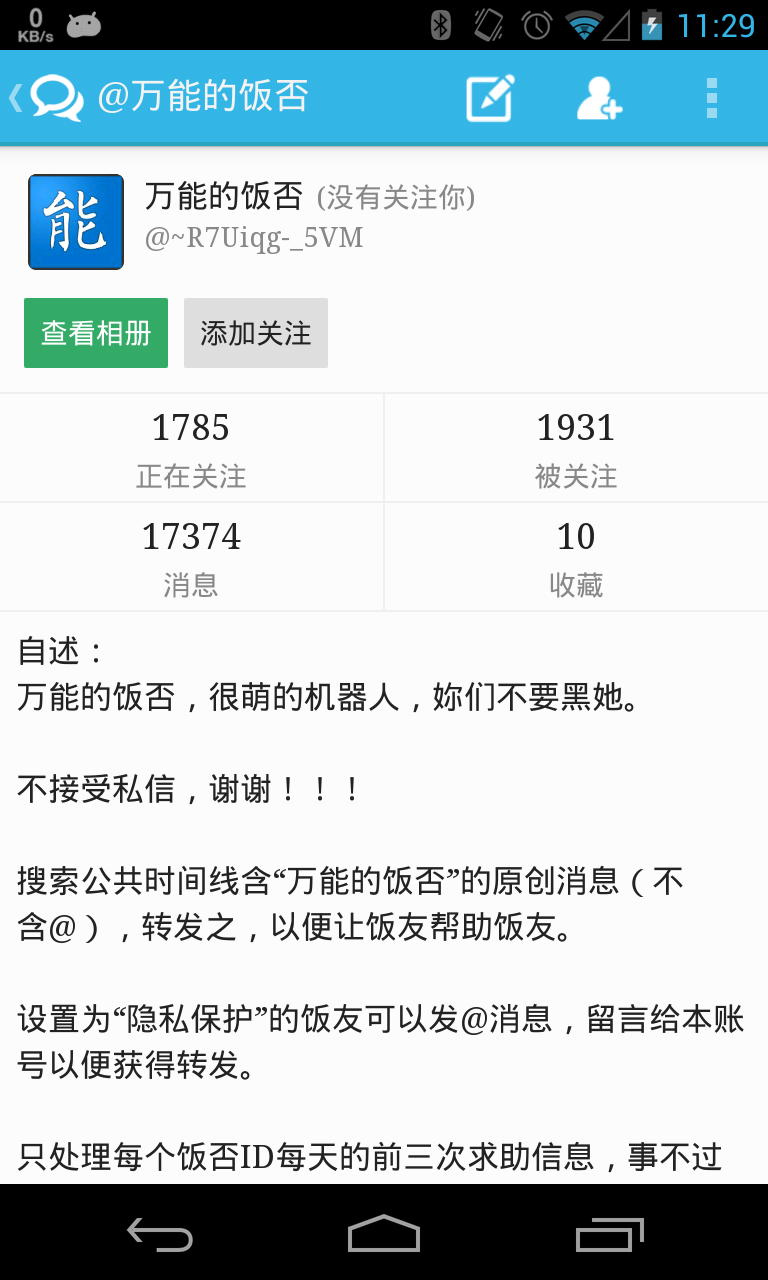 0
KB/s
11:29
@万能的饭否
能
万能的饭否 (没有关注你)
@~R7Uiqg-_5VM
查看相册
添加关注
1785
正在关注
1931
被关注
17374
消息
10
收藏
自述：
万能的饭否，很萌的机器人，妳们不要黑她。
不接受私信，谢谢！！！
搜索公共时间线含“万能的饭否”的原创消息（不
含@），转发之，以便让饭友帮助饭友。
设置为“隐私保护”的饭友可以发@消息，留言给本账
号以便获得转发。
只处理每个饭否ID每天的前三次求助信息，事不过